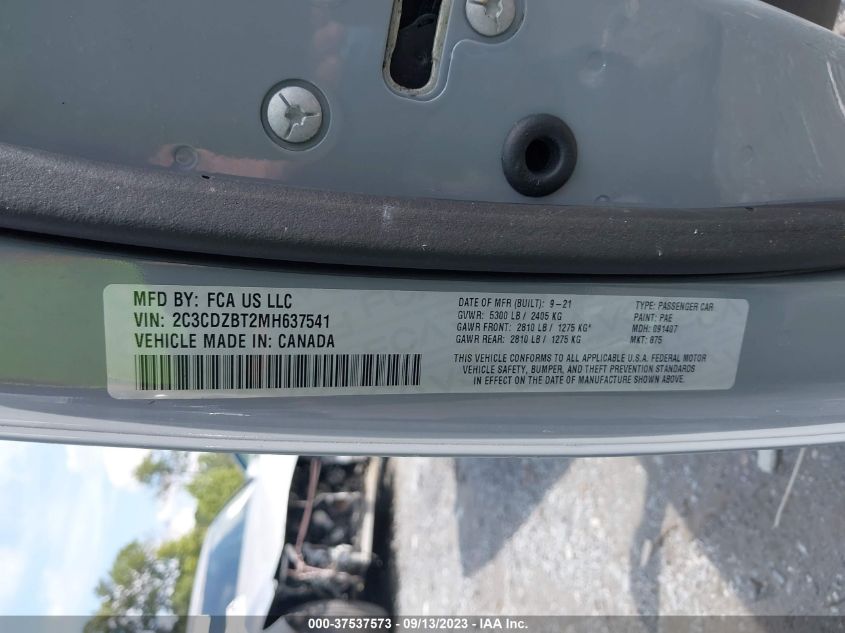 MFD BY: FCA US LLC
VIN: 2C3CDZBT2MH637541
VEHICLE MADE IN: CANADA
DATE OF MFR (BUILT): 9-21
GVWR: 5300 LB / 2405 KG
GAWR FRONT: 2810 LB / 1275 KG*
GAWR REAR: 2810 LB / 1275 KG
TYPE: PASSENGER CAR
PAINT: PAE
MDH: 091407
MKT: 875
THIS VEHICLE CONFORMS TO ALL APPLICABLE U.S.A. FEDERAL MOTOR
VEHICLE SAFETY, BUMPER, AND THEFT PREVENTION STANDARDS
IN EFFECT ON THE DATE OF MANUFACTURE SHOWN ABOVE.
000-37537573 - 09/13/2023 - IAA Inc.